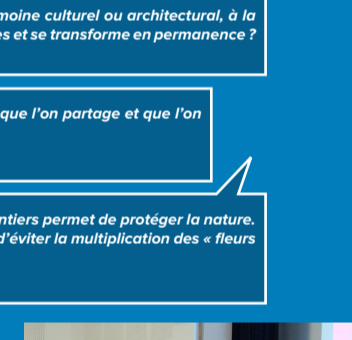 moine culturel ou architectural, à la
es et se transforme en permanence ?
que l'on partage et que l'on
ntiers permet de protéger la nature.
d'éviter la multiplication des « fleurs